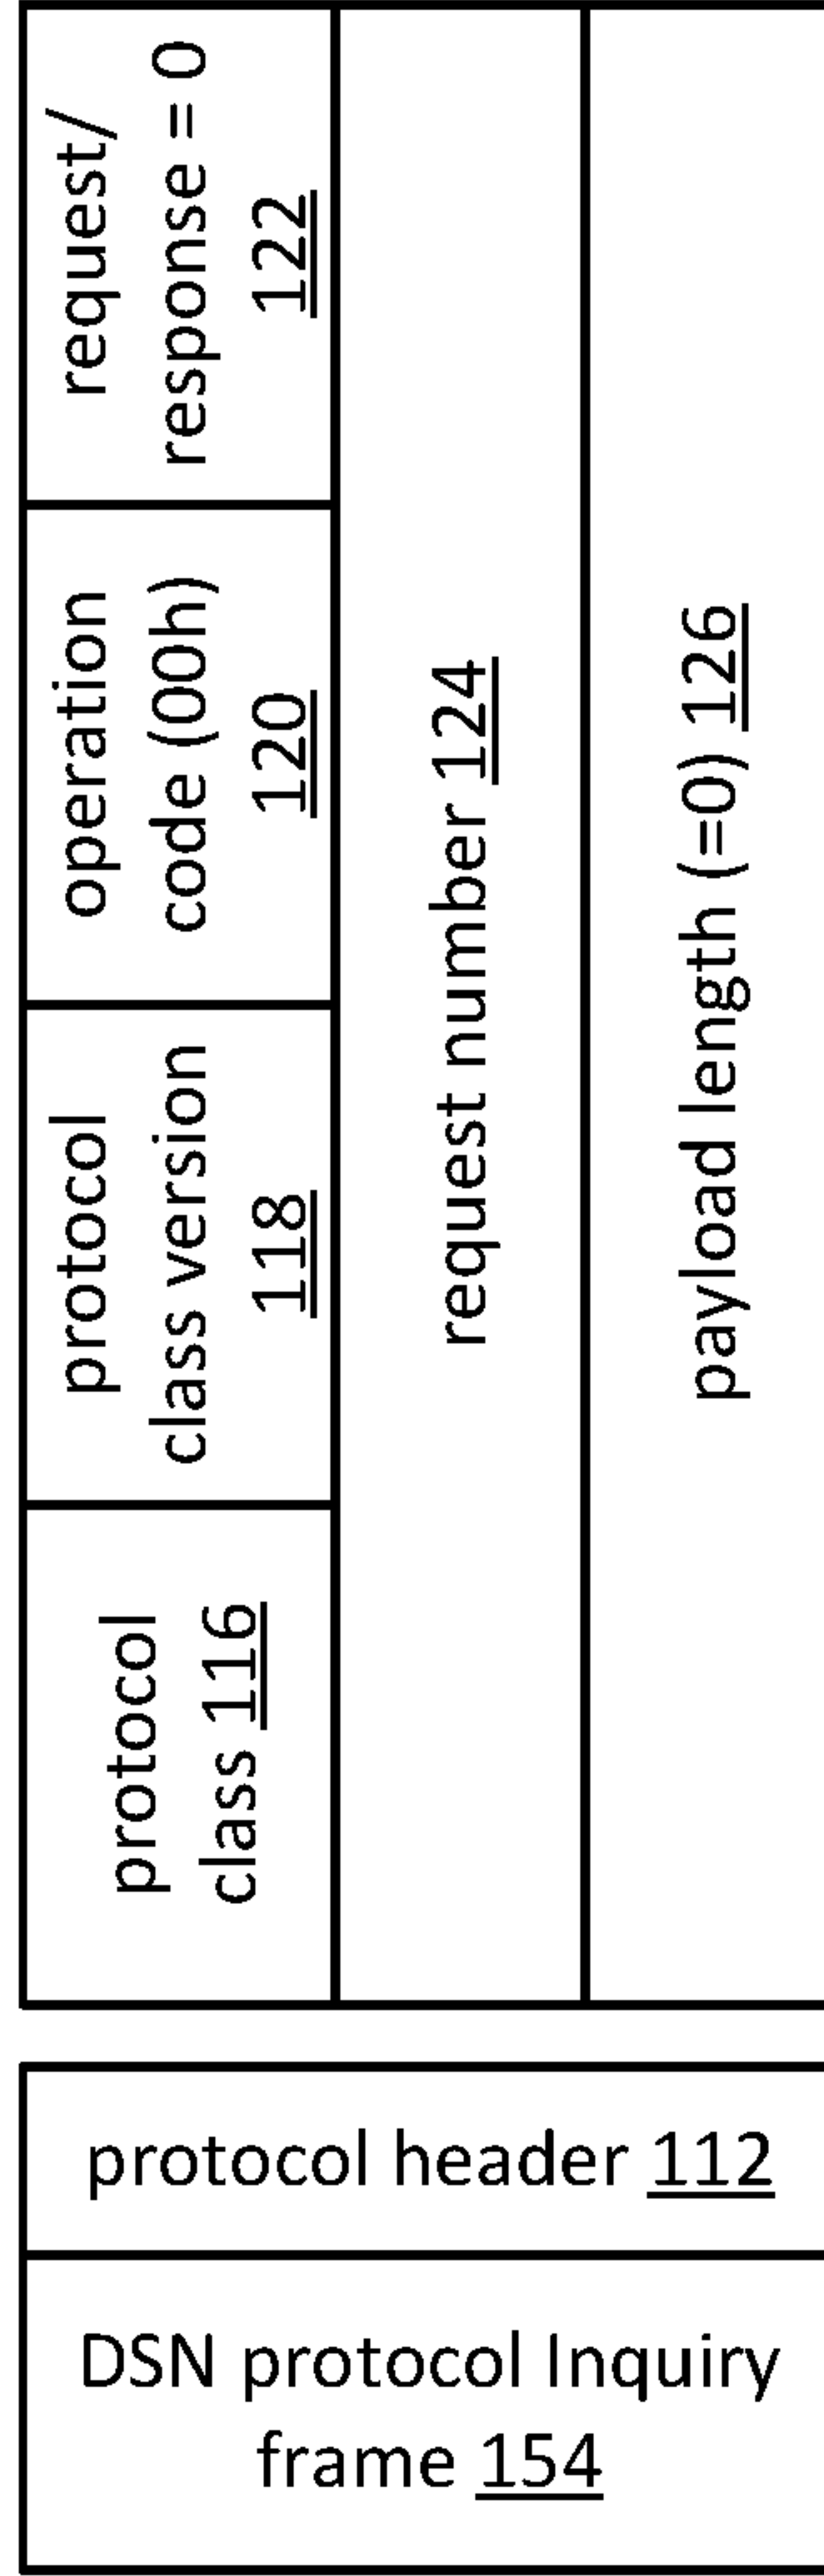 protocol
class 116
protocol
class version
118
operation
code (00h)
120
request/
response = 0
122
request number 124
payload length (=0) 126
protocol header 112
DSN protocol Inquiry
frame 154